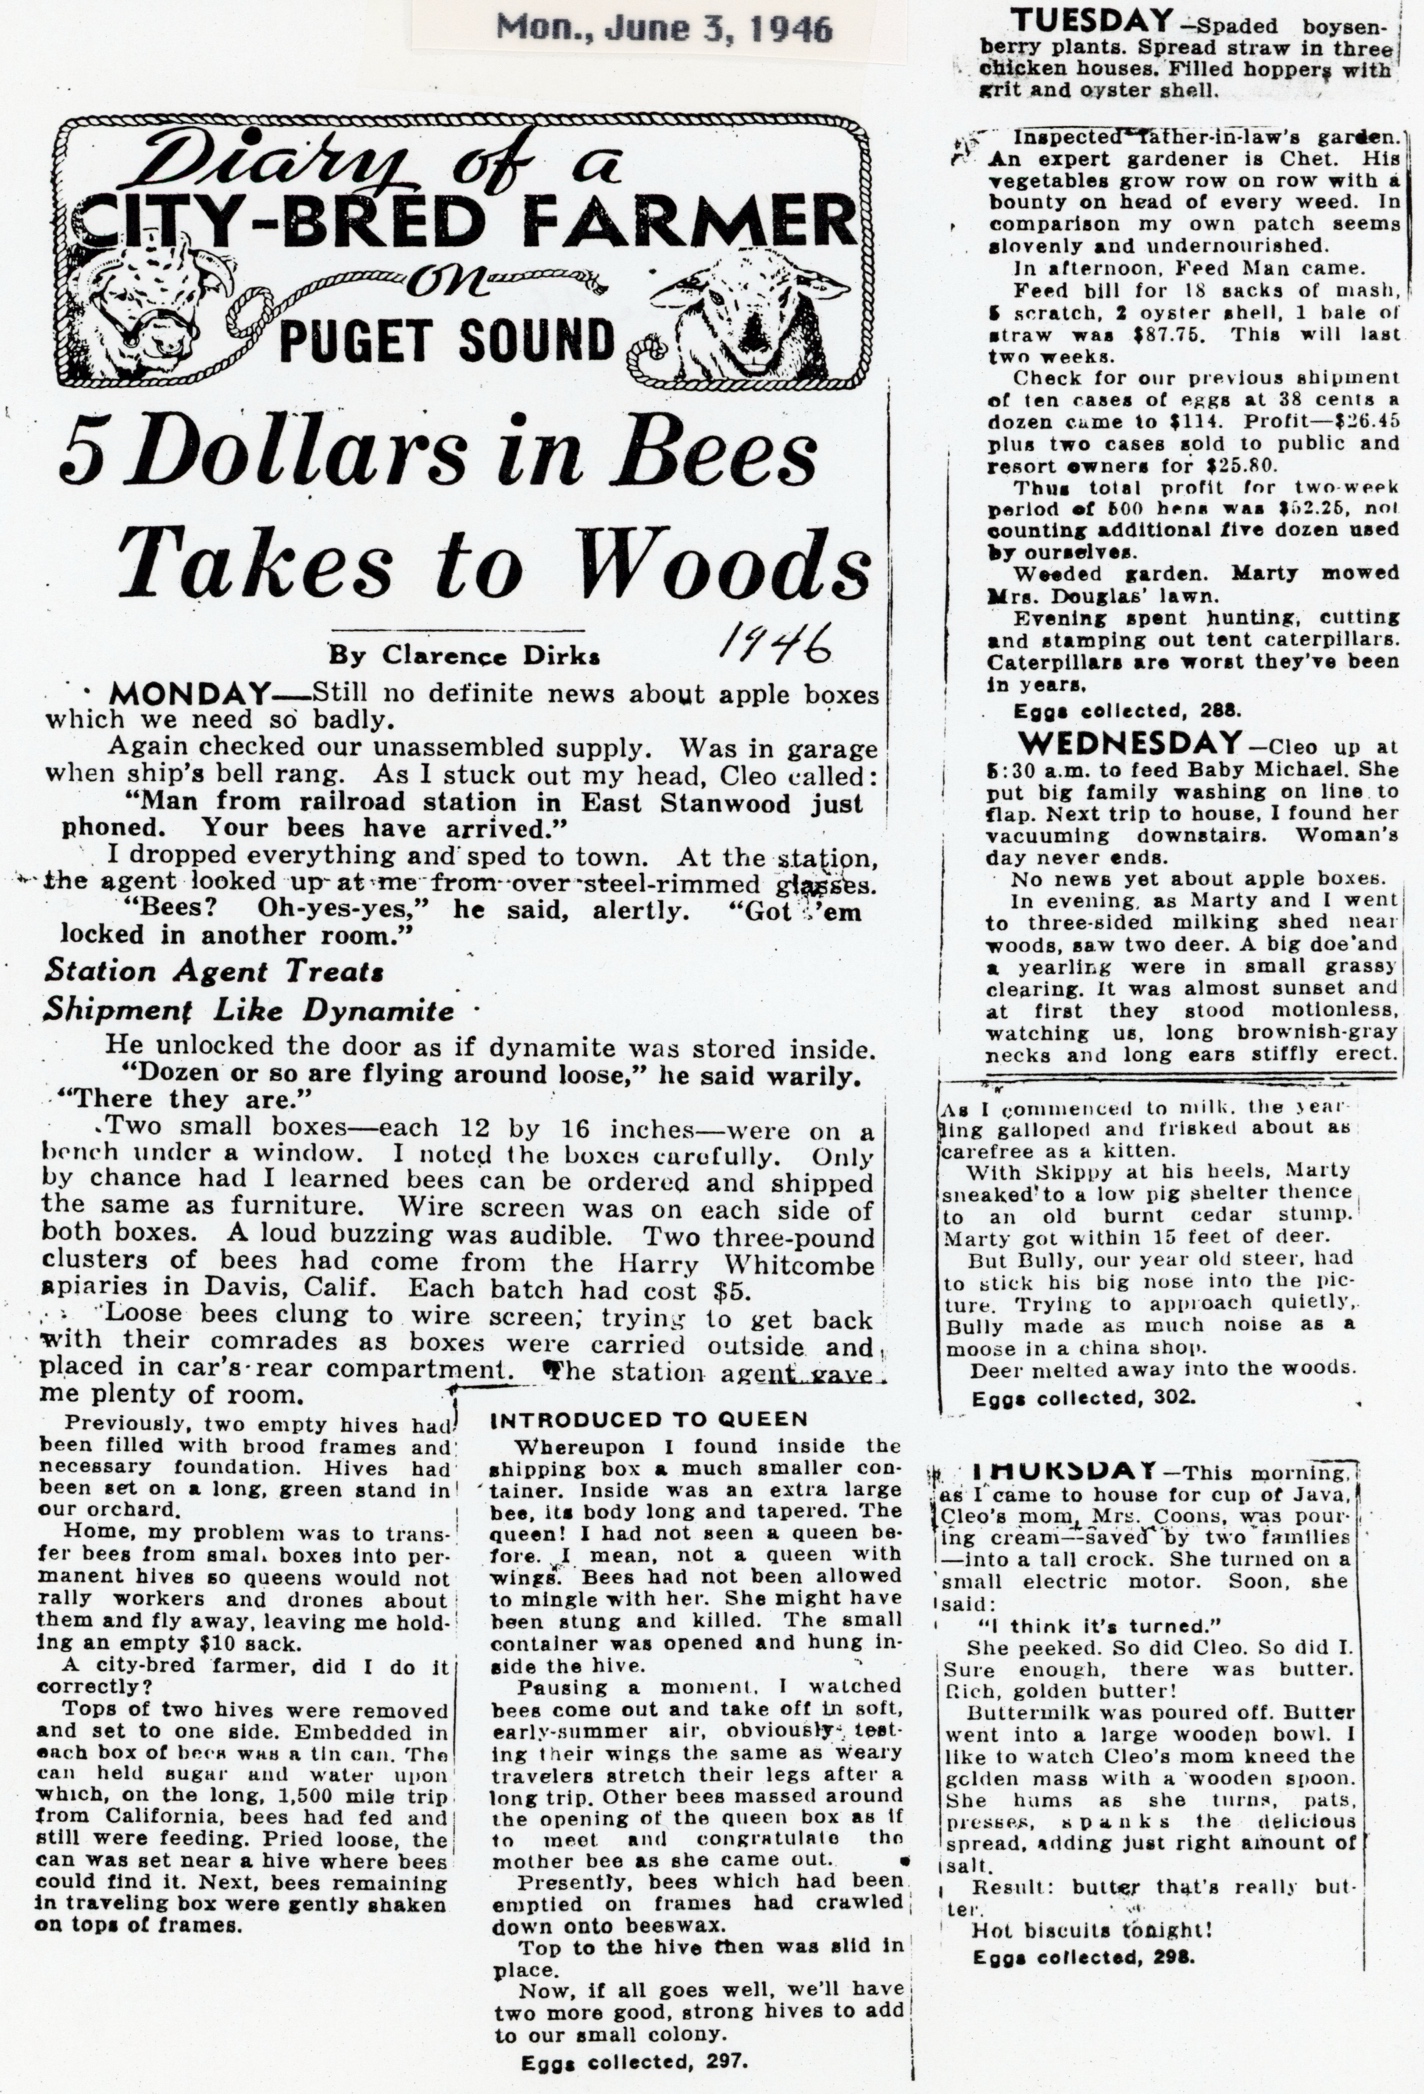 Mon., June 3, 1946
Diary of a
CITY-BRED FARMER
on
PUGET SOUND
5 Dollars in Bees
Takes to Woods
1946
By Clarence Dirks
MONDAY—Still no definite news about apple boxes
which we need so badly.
Again checked our unassembled supply. Was in garage
when ship's bell rang. As I stuck out my head, Cleo called:
"Man from railroad station in East Stanwood just
phoned. Your bees have arrived."
I dropped everything and sped to town. At the station,
the agent looked up at me from over steel-rimmed glasses.
"Bees? Oh-yes-yes," he said, alertly. "Got 'em
locked in another room."
Station Agent Treats
Shipment Like Dynamite
He unlocked the door as if dynamite was stored inside.
"Dozen or so are flying around loose," he said warily.
"There they are."
Two small boxes—each 12 by 16 inches—were on a
bench under a window. I noted the boxes carefully. Only
by chance had I learned bees can be ordered and shipped
the same as furniture. Wire screen was on each side of
both boxes. A loud buzzing was audible. Two three-pound
clusters of bees had come from the Harry Whitcombe
apiaries in Davis, Calif. Each batch had cost $5.
Loose bees clung to wire screen; trying to get back
with their comrades as boxes were carried outside and
placed in car's rear compartment. The station agent gave
me plenty of room.
Previously, two empty hives had
been filled with brood frames and
necessary foundation. Hives had
been set on a long, green stand in
our orchard.
Home, my problem was to trans-
fer bees from small boxes into per-
manent hives so queens would not
rally workers and drones about
them and fly away, leaving me hold-
ing an empty $10 sack.
A city-bred farmer, did I do it
correctly?
Tops of two hives were removed
and set to one side. Embedded in
each box of bees was a tin can. The
can held sugar and water upon
which, on the long, 1,500 mile trip
from California, bees had fed and
still were feeding. Pried loose, the
can was set near a hive where bees
could find it. Next, bees remaining
in traveling box were gently shaken
on tops of frames.
INTRODUCED TO QUEEN
Whereupon I found inside the
shipping box a much smaller con-
tainer. Inside was an extra large
bee, its body long and tapered. The
queen! I had not seen a queen be-
fore. I mean, not a queen with
wings. Bees had not been allowed
to mingle with her. She might have
been stung and killed. The small
container was opened and hung in-
side the hive.
Pausing a moment, I watched
bees come out and take off in soft,
early-summer air, obviously test-
ing their wings the same as weary
travelers stretch their legs after a
long trip. Other bees massed around
the opening of the queen box as if
to meet and congratulate the
mother bee as she came out.
Presently, bees which had been
emptied on frames had crawled
down onto beeswax.
Top to the hive then was slid in
place.
Now, if all goes well, we'll have
two more good, strong hives to add
to our small colony.
Eggs collected, 297.
TUESDAY—Spaded boysen-
berry plants. Spread straw in three
chicken houses. Filled hoppers with
grit and oyster shell.
Inspected father-in-law's garden.
An expert gardener is Chet. His
vegetables grow row on row with a
bounty on head of every weed. In
comparison my own patch seems
slovenly and undernourished.
In afternoon, Feed Man came.
Feed bill for 18 sacks of mash,
5 scratch, 2 oyster shell, 1 bale of
straw was $87.75. This will last
two weeks.
Check for our previous shipment
of ten cases of eggs at 38 cents a
dozen came to $114. Profit—$26.45
plus two cases sold to public and
resort owners for $25.80.
Thus total profit for two-week
period of 500 hens was $52.25, not
counting additional five dozen used
by ourselves.
Weeded garden. Marty mowed
Mrs. Douglas' lawn.
Evening spent hunting, cutting
and stamping out tent caterpillars.
Caterpillars are worst they've been
in years.
Eggs collected, 288.
WEDNESDAY—Cleo up at
5:30 a.m. to feed Baby Michael. She
put big family washing on line to
flap. Next trip to house, I found her
vacuuming downstairs. Woman's
day never ends.
No news yet about apple boxes.
In evening, as Marty and I went
to three-sided milking shed near
woods, saw two deer. A big doe and
a yearling were in small grassy
clearing. It was almost sunset and
at first they stood motionless,
watching us, long brownish-gray
necks and long ears stiffly erect.
As I commenced to milk, the year-
ling galloped and frisked about as
carefree as a kitten.
With Skippy at his heels, Marty
sneaked to a low pig shelter thence
to an old burnt cedar stump.
Marty got within 15 feet of deer.
But Bully, our year old steer, had
to stick his big nose into the pic-
ture. Trying to approach quietly,
Bully made as much noise as a
moose in a china shop.
Deer melted away into the woods.
Eggs collected, 302.
THURSDAY—This morning,
as I came to house for cup of Java,
Cleo's mom, Mrs. Coons, was pour-
ing cream—saved by two families
—into a tall crock. She turned on a
small electric motor. Soon, she
said:
"I think it's turned."
She peeked. So did Cleo. So did I.
Sure enough, there was butter.
Rich, golden butter!
Buttermilk was poured off. Butter
went into a large wooden bowl. I
like to watch Cleo's mom knead the
golden mass with a wooden spoon.
She hums as she turns, pats,
presses, spanks the delicious
spread, adding just right amount of
salt.
Result: butter that's really but-
ter.
Hot biscuits tonight!
Eggs collected, 298.